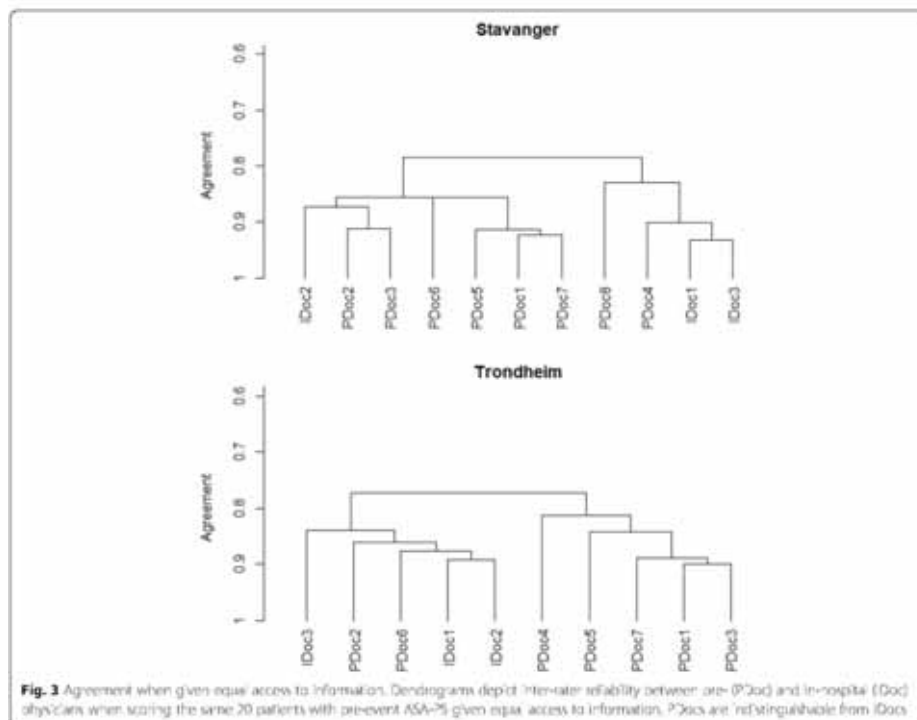 Stavanger
0.6
0.7
0.8
0.9
1
Agreement
IDoc2
PDoc2
PDoc3
PDoc6
PDoc5
PDoc1
PDoc7
PDoc8
PDoc4
IDoc1
IDoc3
Trondheim
0.6
0.7
0.8
0.9
1
Agreement
IDoc3
PDoc2
PDoc6
IDoc1
IDoc2
PDoc4
PDoc5
PDoc7
PDoc1
PDoc3
Fig. 3 Agreement when given equal access to information. Dendrograms depict inter-rater reliability between pre- (PDoc) and in-hospital (IDoc)
physicians when scoring the same 20 patients with pre-event ASA-PS given equal access to information. PDocs are indistinguishable from IDocs